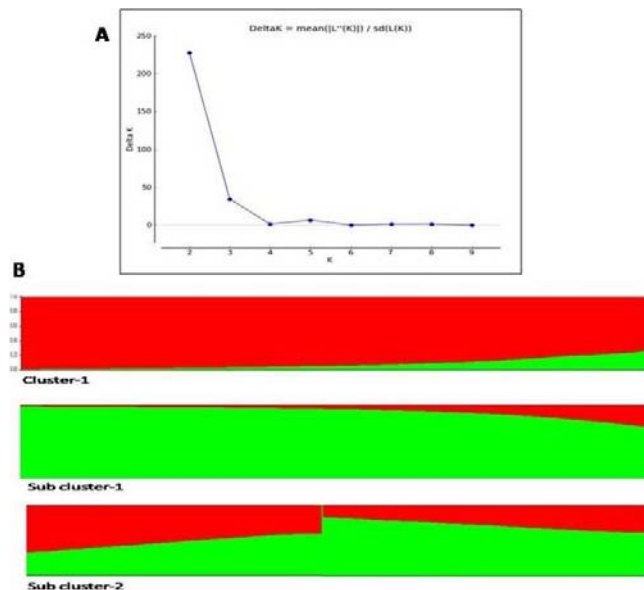 A
DeltaK = mean(|L''(K)|) / sd(L(K))
250
200
150
100
50
0
Delta K
2 3 4 5 6 7 8 9
K
B
Cluster-1
Sub cluster-1
Sub cluster-2